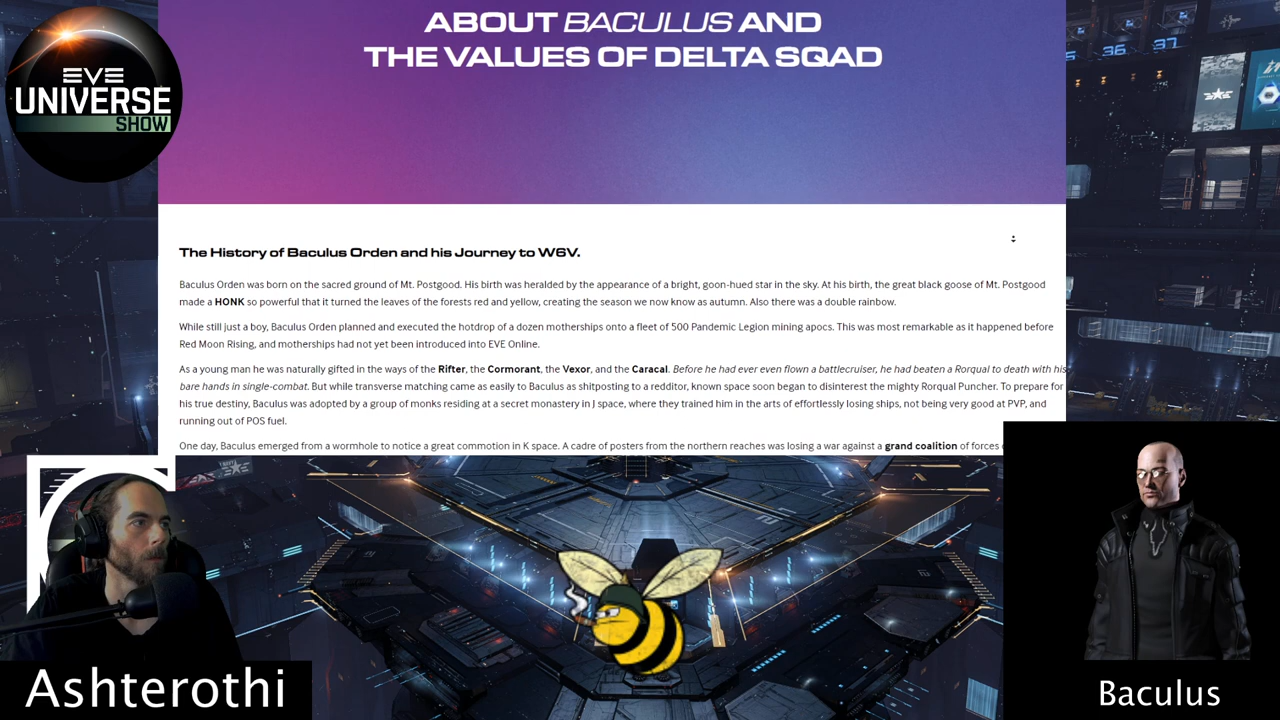 ABOUT BACULUS AND
THE VALUES OF DELTA SQAD
EVE
UNIVERSE
SHOW
36
37
The History of Baculus Orden and his Journey to W6V.
Baculus Orden was born on the sacred ground of Mt. Postgood. His birth was heralded by the appearance of a bright, goon-hued star in the sky. At his birth, the great black goose of Mt. Postgood
made a HONK so powerful that it turned the leaves of the forests red and yellow, creating the season we now know as autumn. Also there was a double rainbow.
While still just a boy, Baculus Orden planned and executed the hotdrop of a dozen motherships onto a fleet of 500 Pandemic Legion mining apocs. This was most remarkable as it happened before
Red Moon Rising, and motherships had not yet been introduced into EVE Online.
As a young man he was naturally gifted in the ways of the Rifter, the Cormorant, the Vexor, and the Caracal. Before he had ever even flown a battlecruiser, he had beaten a Rorqual to death with his
bare hands in single-combat. But while transverse matching came as easily to Baculus as shitposting to a redditor, known space soon began to disinterest the mighty Rorqual Puncher. To prepare for
his true destiny, Baculus was adopted by a group of monks residing at a secret monastery in J space, where they trained him in the arts of effortlessly losing ships, not being very good at PVP, and
running out of POS fuel.
One day, Baculus emerged from a wormhole to notice a great commotion in K space. A cadre of posters from the northern reaches was losing a war against a grand coalition of forces
Ashterothi
Baculus